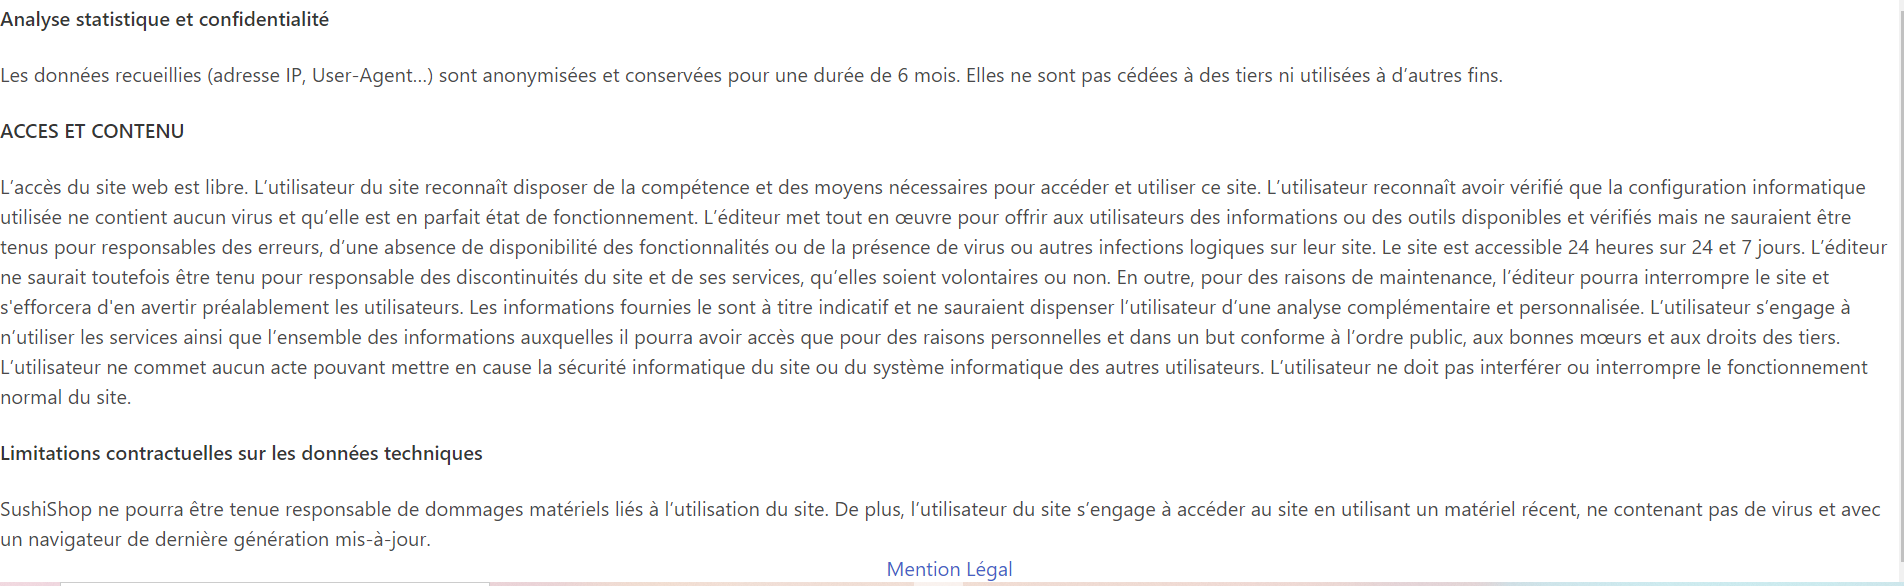 Analyse statistique et confidentialité
Les données recueillies (adresse IP, User-Agent...) sont anonymisées et conservées pour une durée de 6 mois. Elles ne sont pas cédées à des tiers ni utilisées à d’autres fins.
ACCES ET CONTENU
L’accès du site web est libre. L’utilisateur du site reconnaît disposer de la compétence et des moyens nécessaires pour accéder et utiliser ce site. L’utilisateur reconnaît avoir vérifié que la configuration informatique
utilisée ne contient aucun virus et qu’elle est en parfait état de fonctionnement. L’éditeur met tout en œuvre pour offrir aux utilisateurs des informations ou des outils disponibles et vérifiés mais ne sauraient être
tenus pour responsables des erreurs, d’une absence de disponibilité des fonctionnalités ou de la présence de virus ou autres infections logiques sur leur site. Le site est accessible 24 heures sur 24 et 7 jours. L’éditeur
ne saurait toutefois être tenu pour responsable des discontinuités du site et de ses services, qu’elles soient volontaires ou non. En outre, pour des raisons de maintenance, l’éditeur pourra interrompre le site et
s'efforcera d'en avertir préalablement les utilisateurs. Les informations fournies le sont à titre indicatif et ne sauraient dispenser l’utilisateur d’une analyse complémentaire et personnalisée. L’utilisateur s’engage à
n’utiliser les services ainsi que l’ensemble des informations auxquelles il pourra avoir accès que pour des raisons personnelles et dans un but conforme à l’ordre public, aux bonnes mœurs et aux droits des tiers.
L’utilisateur ne commet aucun acte pouvant mettre en cause la sécurité informatique du site ou du système informatique des autres utilisateurs. L’utilisateur ne doit pas interférer ou interrompre le fonctionnement
normal du site.
Limitations contractuelles sur les données techniques
SushiShop ne pourra être tenue responsable de dommages matériels liés à l’utilisation du site. De plus, l’utilisateur du site s’engage à accéder au site en utilisant un matériel récent, ne contenant pas de virus et avec
un navigateur de dernière génération mis-à-jour.
Mention Légal